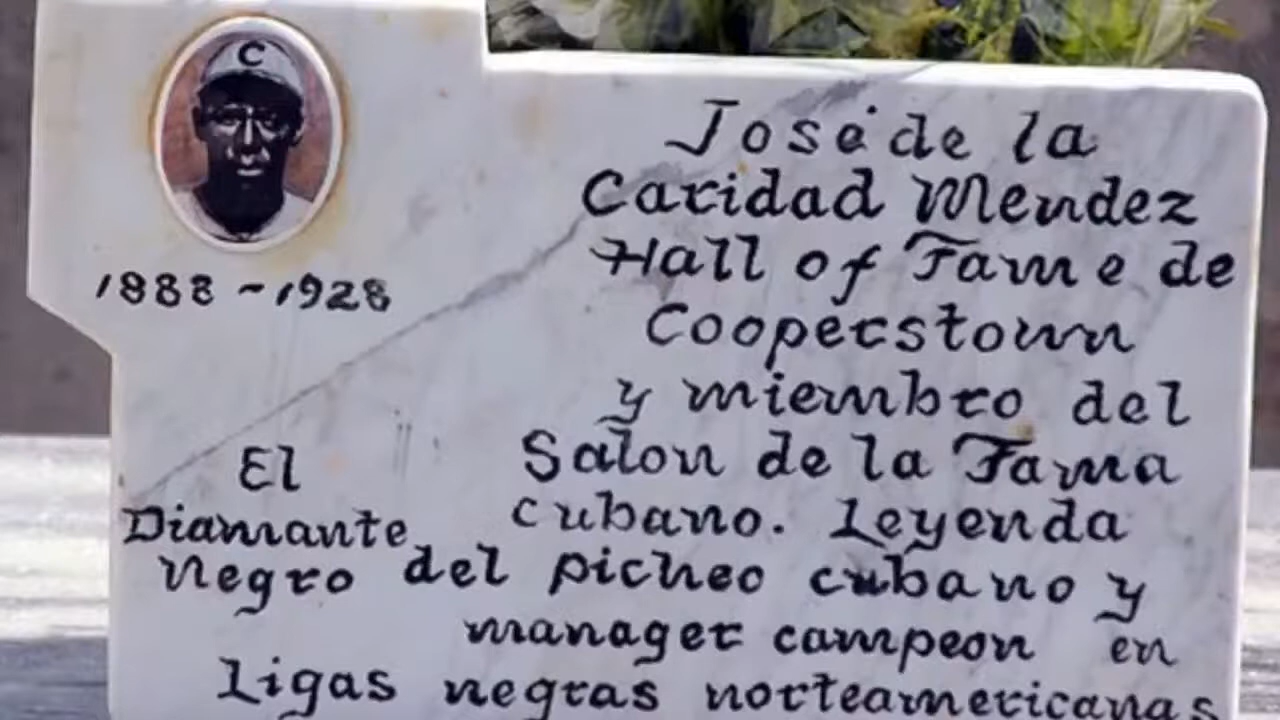 C
1888 ~ 1928
José de la
Caridad Mendez
Hall of Fame de
Cooperstown
y miembro del
Salon de la Fama
cubano. Leyenda
del picheo cubano y
manager campeon en
Ligas negras norteamericanas
El
Diamante
Negro